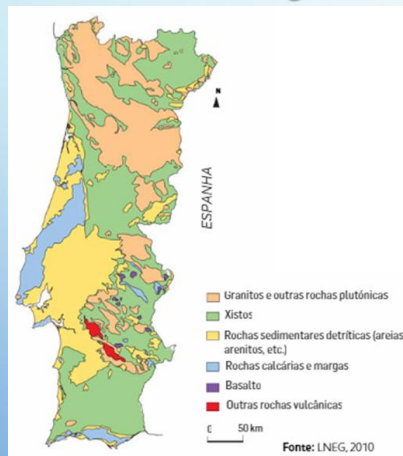 N
ESPANHA
Granitos e outras rochas plutónicas
Xistos
Rochas sedimentares detríticas (areias,
arenitos, etc.)
Rochas calcárias e margas
Basalto
Outras rochas vulcânicas
0 50 km
Fonte: LNEG, 2010